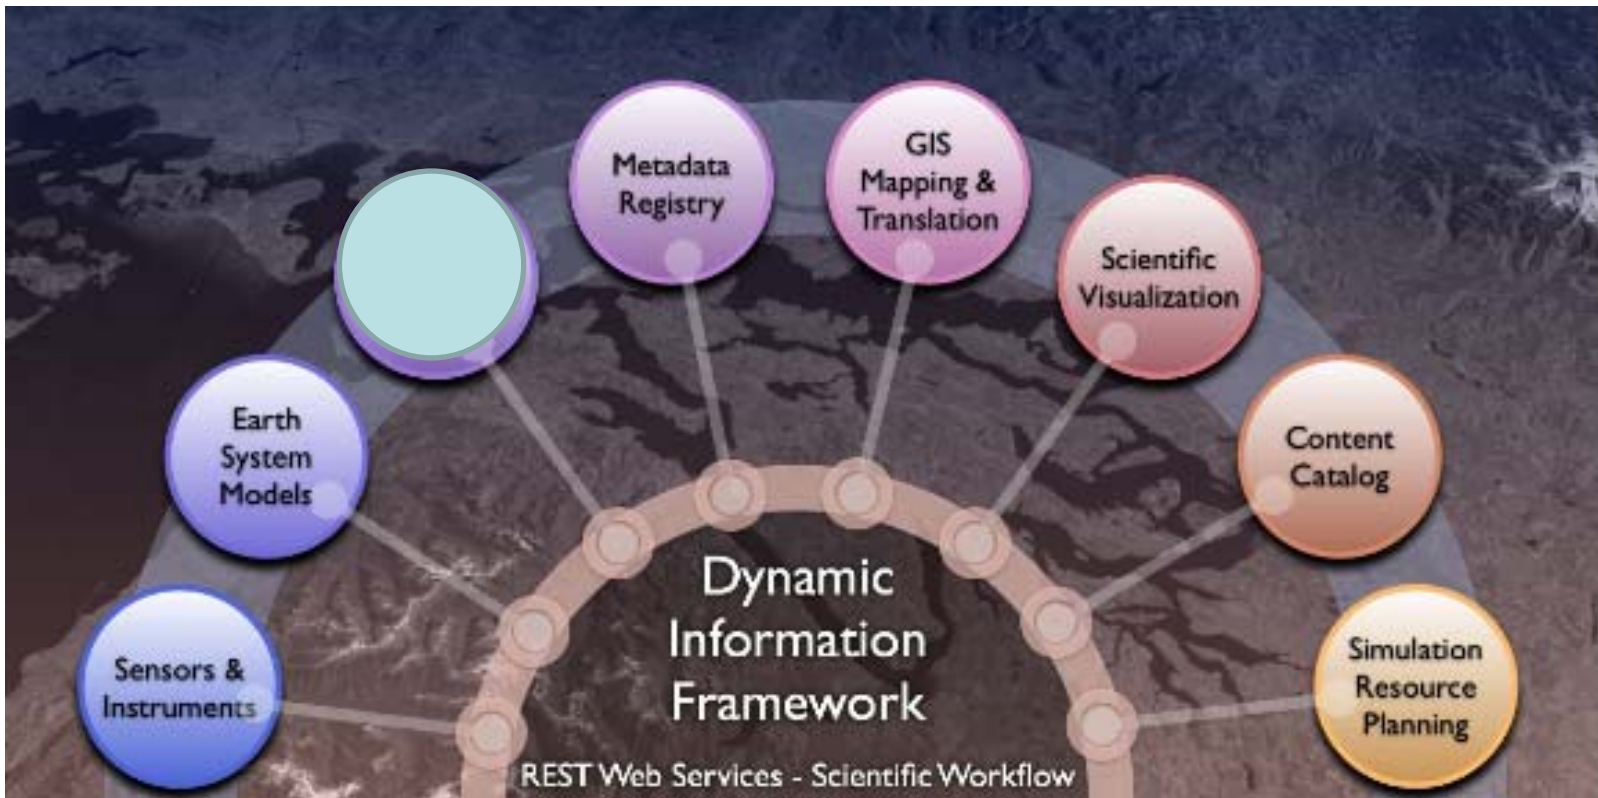 Metadata
Registry
GIS
Mapping &
Translation
Scientific
Visualization
Earth
System
Models
Content
Catalog
Sensors &
Instruments
Simulation
Resource
Planning
Dynamic
Information
Framework
REST Web Services - Scientific Workflow